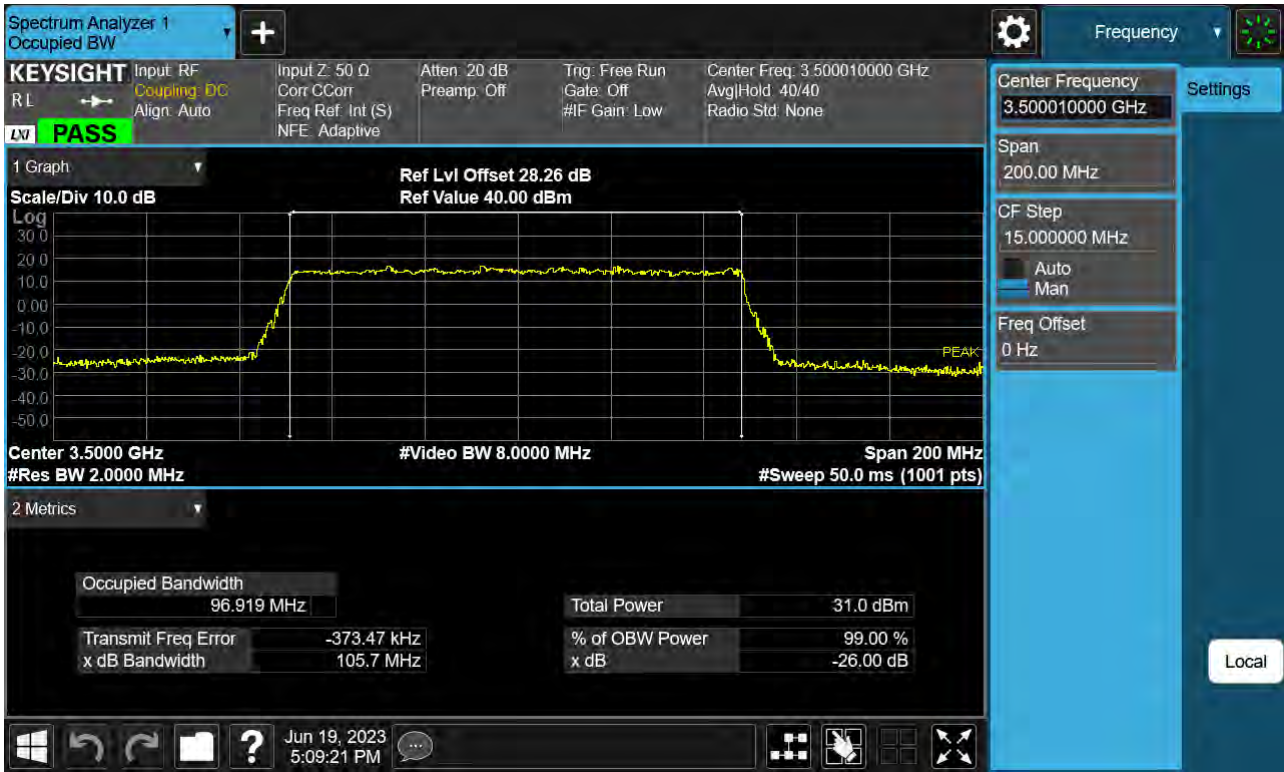 Spectrum Analyzer 1
Occupied BW
+
Frequency
KEYSIGHT
RL
LXI
PASS
Input: RF
Coupling: DC
Align: Auto
Input Z: 50 Ω
Corr CCorr
Freq Ref: Int (S)
NFE: Adaptive
Atten: 20 dB
Preamp: Off
Trig: Free Run
Gate: Off
#IF Gain: Low
Center Freq: 3.500010000 GHz
Avg|Hold: 40/40
Radio Std: None
Center Frequency
3.500010000 GHz
Settings
Span
200.00 MHz
CF Step
15.000000 MHz
Auto
Man
Freq Offset
0 Hz
Local
1 Graph
Scale/Div 10.0 dB
Ref Lvl Offset 28.26 dB
Ref Value 40.00 dBm
Log
30.0
20.0
10.0
0.00
-10.0
-20.0
-30.0
-40.0
-50.0
PEAK
Center 3.5000 GHz
#Video BW 8.0000 MHz
Span 200 MHz
#Res BW 2.0000 MHz
#Sweep 50.0 ms (1001 pts)
2 Metrics
Occupied Bandwidth
96.919 MHz
Total Power 31.0 dBm
Transmit Freq Error -373.47 kHz
% of OBW Power 99.00 %
x dB Bandwidth 105.7 MHz
x dB -26.00 dB
?
Jun 19, 2023
5:09:21 PM